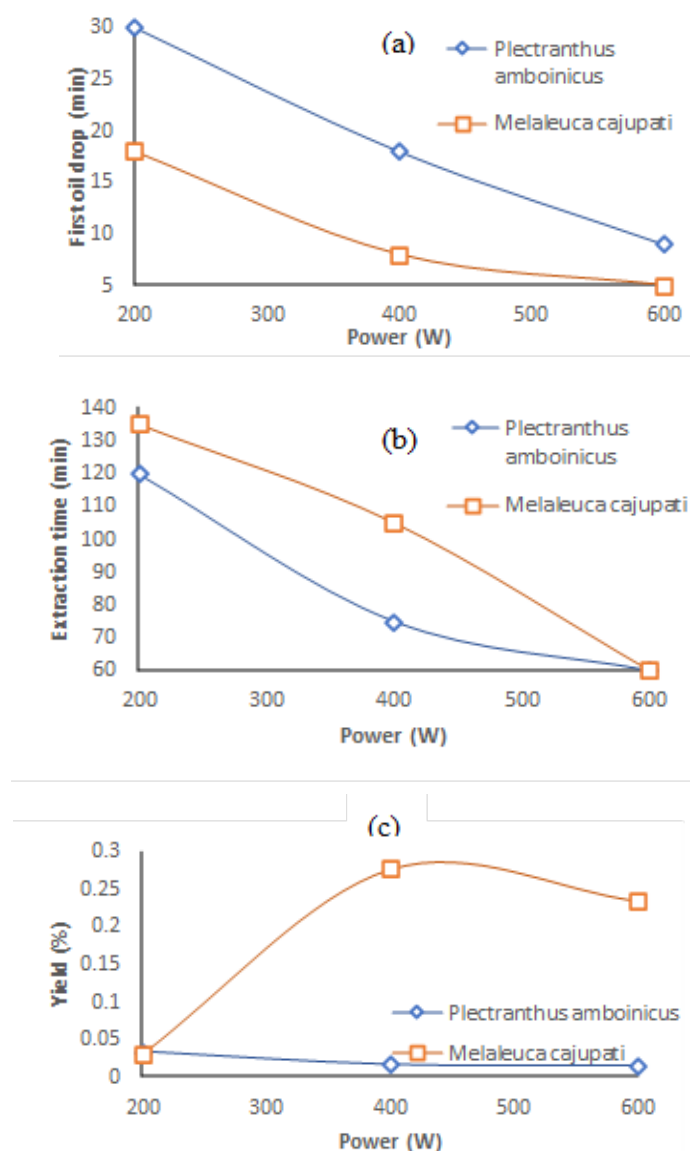 (a)
First oil drop (min)
30
25
20
15
10
5
200 300 400 500 600
Power (W)
Plectranthus
amboinicus
Melaleuca cajupati
(b)
Extraction time (min)
140
130
120
110
100
90
80
70
60
200 300 400 500 600
Power (W)
Plectranthus
amboinicus
Melaleuca cajupati
(c)
Yield (%)
0.3
0.25
0.2
0.15
0.1
0.05
0
200 300 400 500 600
Power (W)
Plectranthus amboinicus
Melaleuca cajupati